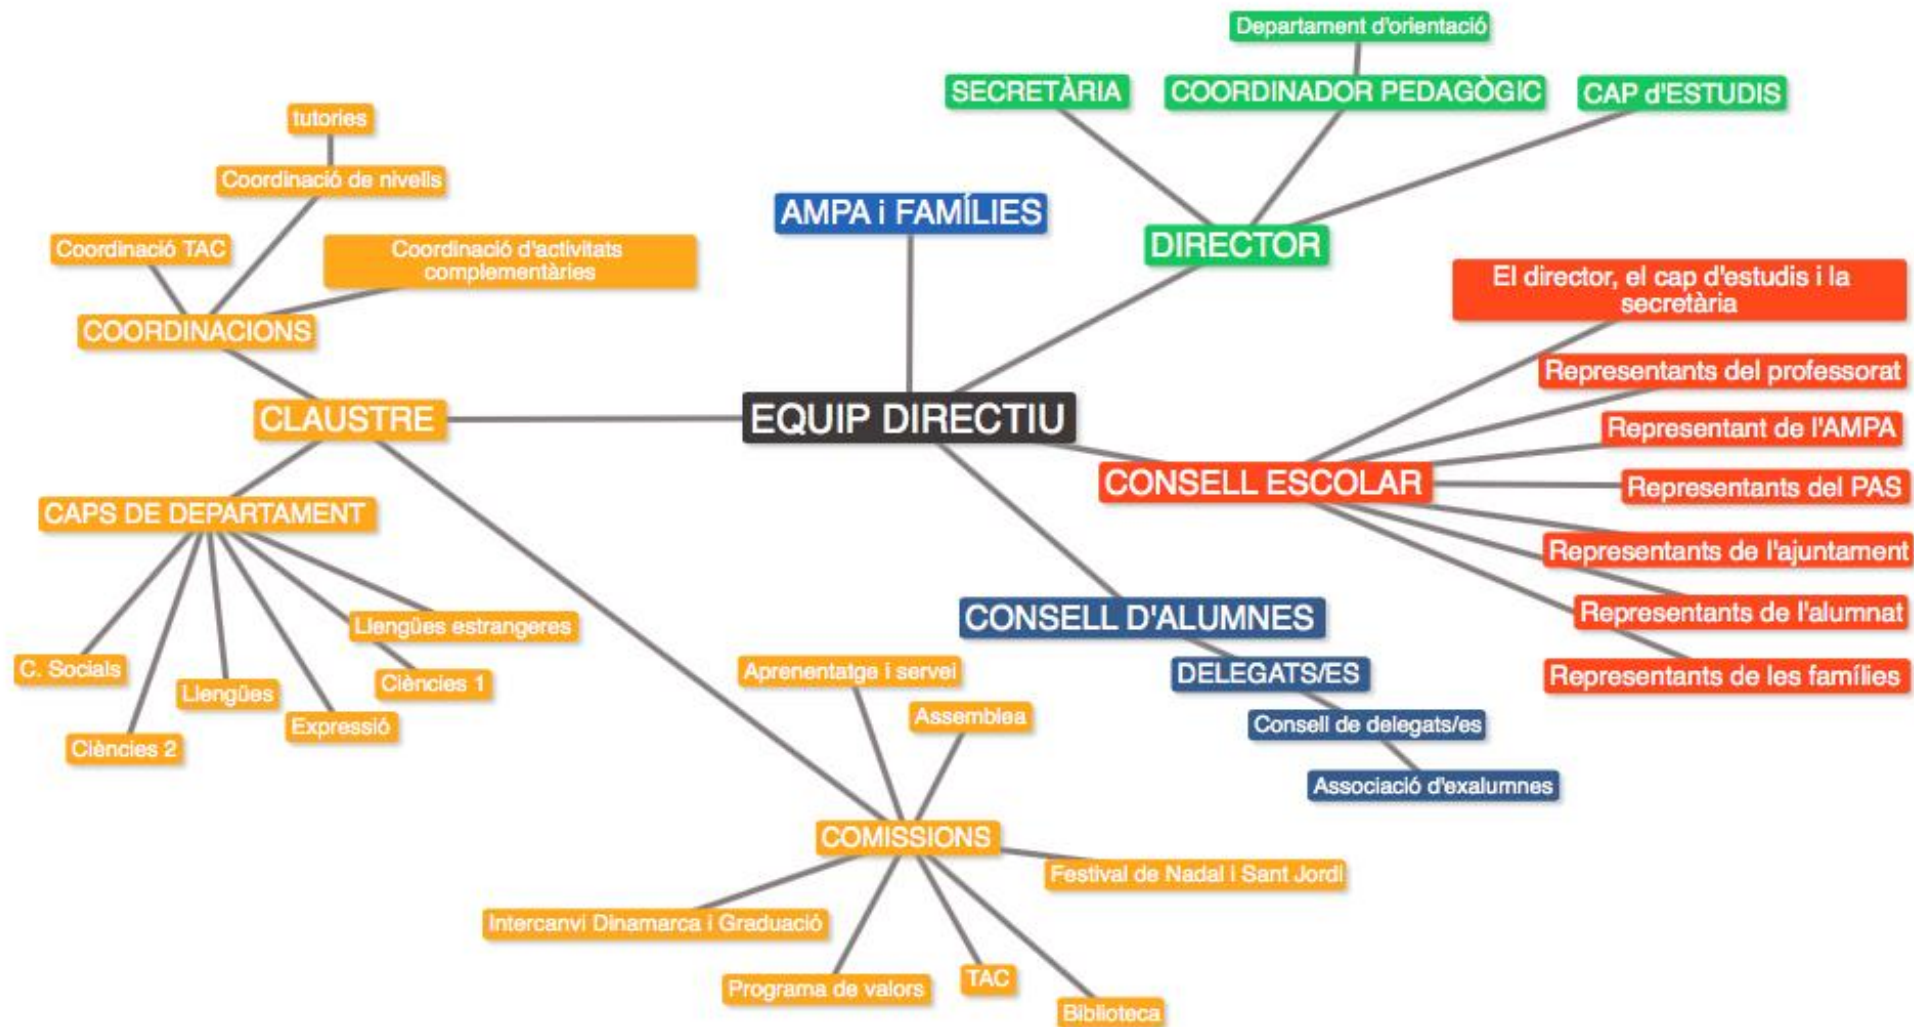 Departament d'orientació
SECRETÀRIA
COORDINADOR PEDAGÒGIC
CAP d'ESTUDIS
tutories
Coordinació de nivells
AMPA i FAMÍLIES
DIRECTOR
Coordinació TAC
Coordinació d'activitats
complementàries
El director, el cap d'estudis i la
secretària
COORDINACIONS
Representants del professorat
CLAUSTRE
EQUIP DIRECTIU
Representant de l'AMPA
CONSELL ESCOLAR
Representants del PAS
CAPS DE DEPARTAMENT
Representants de l'ajuntament
CONSELL D'ALUMNES
Representants de l'alumnat
Llengües estrangeres
C. Socials
Aprenentatge i servei
DELEGATS/ES
Representants de les famílies
Ciències 1
Llengües
Assemblea
Consell de delegats/es
Expressió
Ciències 2
Associació d'exalumnes
COMISSIONS
Festival de Nadal i Sant Jordi
Intercanvi Dinamarca i Graduació
Programa de valors
TAC
Biblioteca